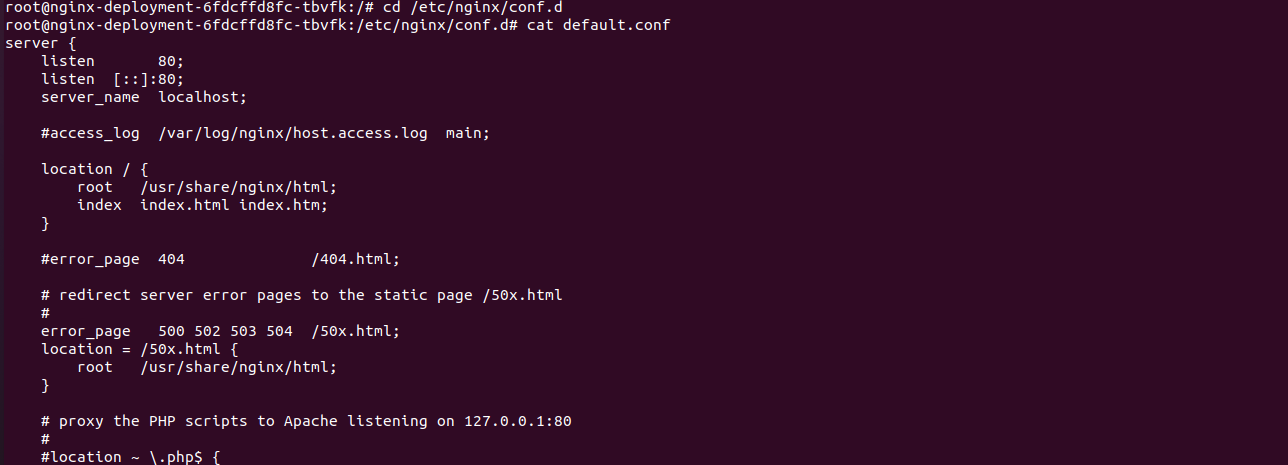 root@nginx-deployment-6fdcffd8fc-tbvfk:/# cd /etc/nginx/conf.d
root@nginx-deployment-6fdcffd8fc-tbvfk:/etc/nginx/conf.d# cat default.conf
server {
    listen       80;
    listen  [::]:80;
    server_name  localhost;

    #access_log  /var/log/nginx/host.access.log  main;

    location / {
        root   /usr/share/nginx/html;
        index  index.html index.htm;
    }

    #error_page  404              /404.html;

    # redirect server error pages to the static page /50x.html
    #
    error_page   500 502 503 504  /50x.html;
    location = /50x.html {
        root   /usr/share/nginx/html;
    }

    # proxy the PHP scripts to Apache listening on 127.0.0.1:80
    #
    #location ~ \.php$ {